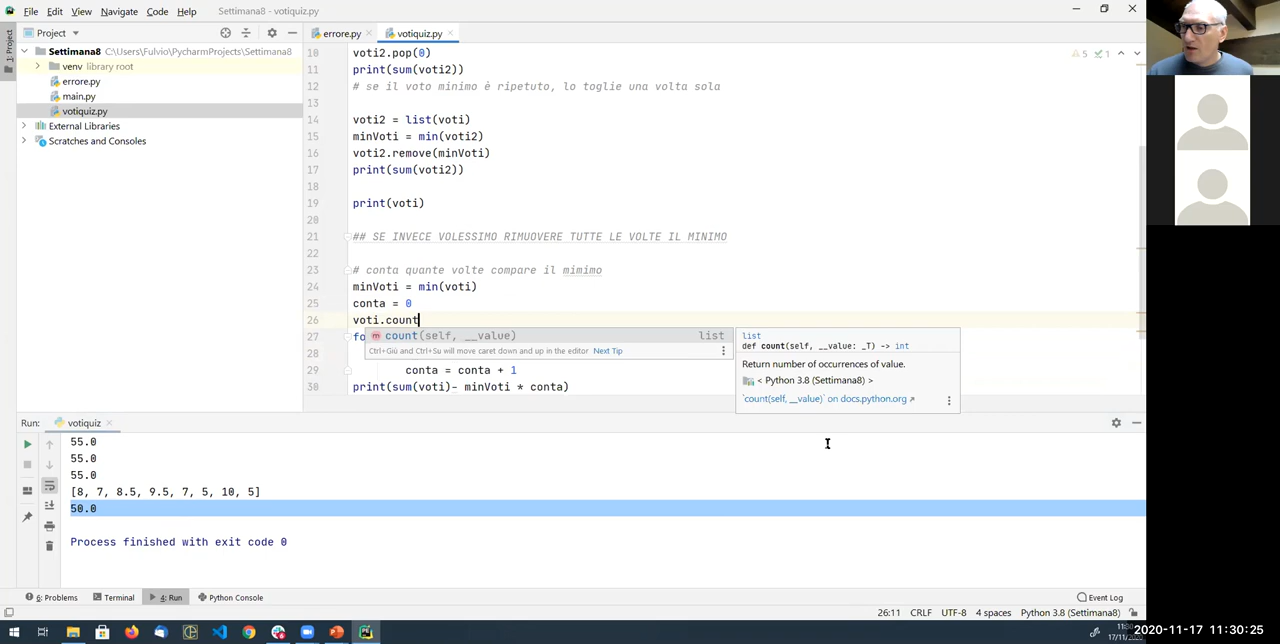 File Edit View Navigate Code Help Settimana8 - votiquiz.py
1: Project
Project
errore.py
votiquiz.py
Settimana8 C:\Users\Fulvio\PycharmProjects\Settimana8
venv library root
errore.py
main.py
votiquiz.py
External Libraries
Scratches and Consoles
5 1
10 voti2.pop(0)
11 print(sum(voti2))
12 # se il voto minimo è ripetuto, lo toglie una volta sola
13
14 voti2 = list(voti)
15 minVoti = min(voti2)
16 voti2.remove(minVoti)
17 print(sum(voti2))
18
19 print(voti)
20
21 ## SE INVECE VOLESSIMO RIMUOVERE TUTTE LE VOLTE IL MINIMO
22
23 # conta quante volte compare il mimimo
24 minVoti = min(voti)
25 conta = 0
26 voti.count
27 fo
28
29 conta = conta + 1
30 print(sum(voti)- minVoti * conta)
count(self, __value) list
Ctrl+Giù and Ctrl+Su will move caret down and up in the editor Next Tip
list
def count(self, __value: _T) -> int
Return number of occurrences of value.
< Python 3.8 (Settimana8) >
`count(self, __value)` on docs.python.org
Run: votiquiz
55.0
55.0
55.0
[8, 7, 8.5, 9.5, 7, 5, 10, 5]
50.0
Process finished with exit code 0
6: Problems Terminal 4: Run Python Console Event Log
26:11 CRLF UTF-8 4 spaces Python 3.8 (Settimana8)
17/11/
2020-11-17 11:30:25